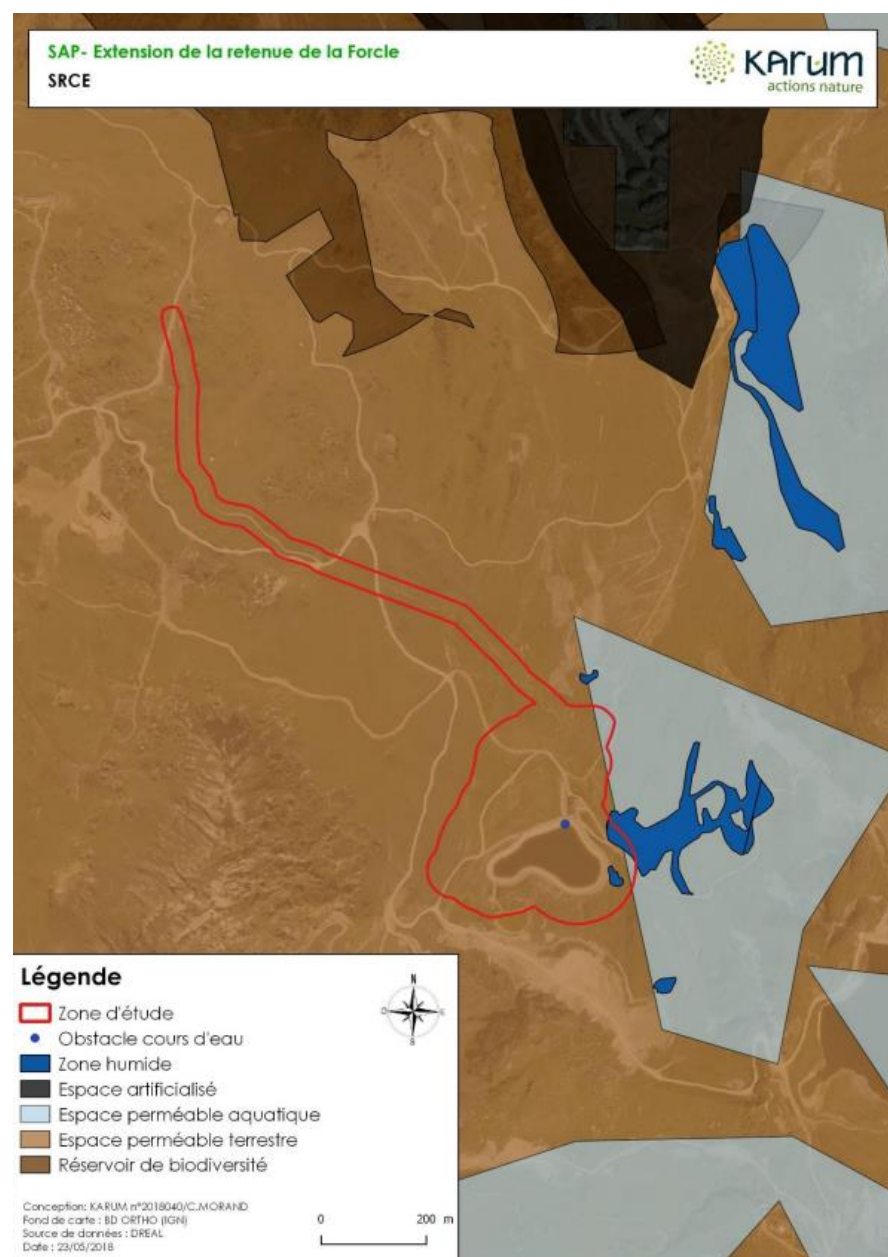 SAP- Extension de la retenue de la Forcle
SRCE
KARUM
actions nature
Légende
Zone d'étude
Obstacle cours d'eau
Zone humide
Espace artificialisé
Espace perméable aquatique
Espace perméable terrestre
Réservoir de biodiversité
N
O
E
S
Conception: KARUM n°2018040/C.MORAND
Fond de carte : BD ORTHO (IGN)
Source de données : DREAL
Date : 23/05/2018
0 200 m